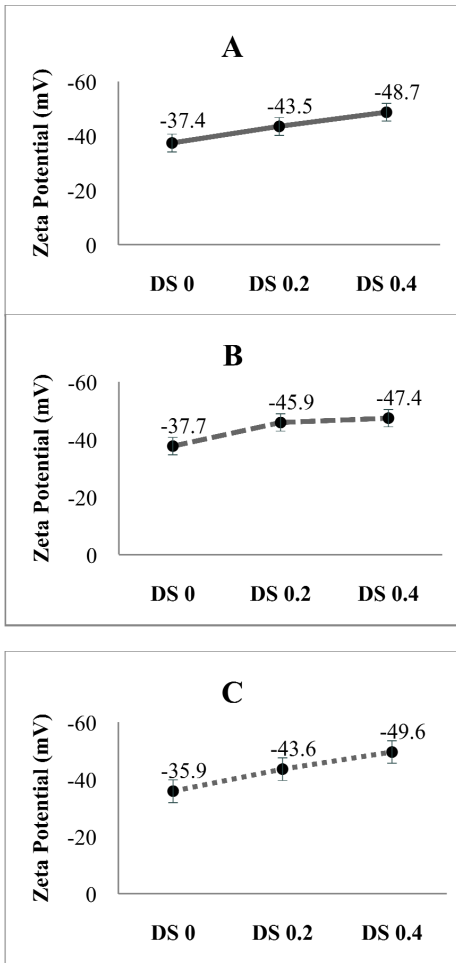 A
Zeta Potential (mV)
-60
-40
-20
0
-37.4
-43.5
-48.7
DS 0 DS 0.2 DS 0.4
B
Zeta Potential (mV)
-60
-40
-20
0
-37.7
-45.9
-47.4
DS 0 DS 0.2 DS 0.4
C
Zeta Potential (mV)
-60
-40
-20
0
-35.9
-43.6
-49.6
DS 0 DS 0.2 DS 0.4